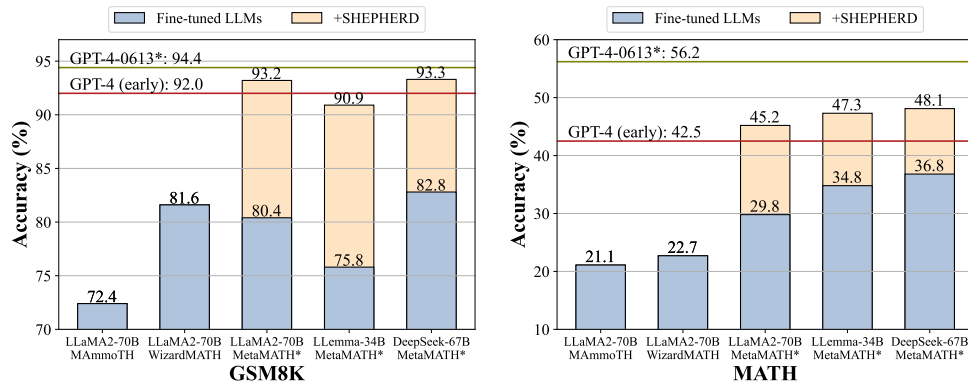 Fine-tuned LLMs +SHEPHERD
GPT-4-0613*: 94.4
GPT-4 (early): 92.0
95
90
85
80
75
70
Accuracy (%)
72.4
81.6
80.4
93.2
75.8
90.9
82.8
93.3
LLaMA2-70B
MAmmoTH
LLaMA2-70B
WizardMATH
LLaMA2-70B
MetaMATH*
LLemma-34B
MetaMATH*
DeepSeek-67B
MetaMATH*
GSM8K
Fine-tuned LLMs +SHEPHERD
GPT-4-0613*: 56.2
GPT-4 (early): 42.5
60
50
40
30
20
10
Accuracy (%)
21.1
22.7
29.8
45.2
34.8
47.3
36.8
48.1
LLaMA2-70B
MAmmoTH
LLaMA2-70B
WizardMATH
LLaMA2-70B
MetaMATH*
LLemma-34B
MetaMATH*
DeepSeek-67B
MetaMATH*
MATH